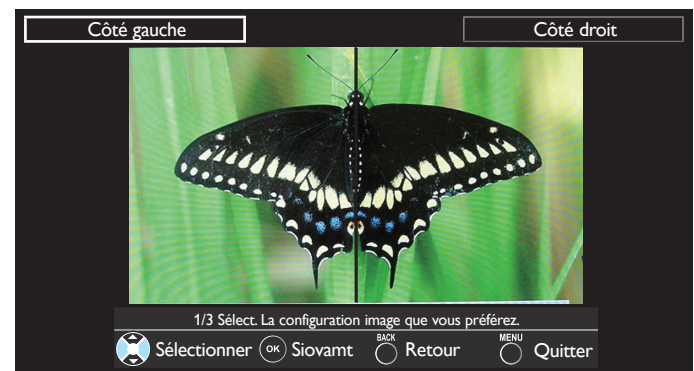 Côté gauche
Côté droit
1/3 Sélect. La configuration image que vous préférez.
Sélectionner OK Siovamt BACK Retour MENU Quitter